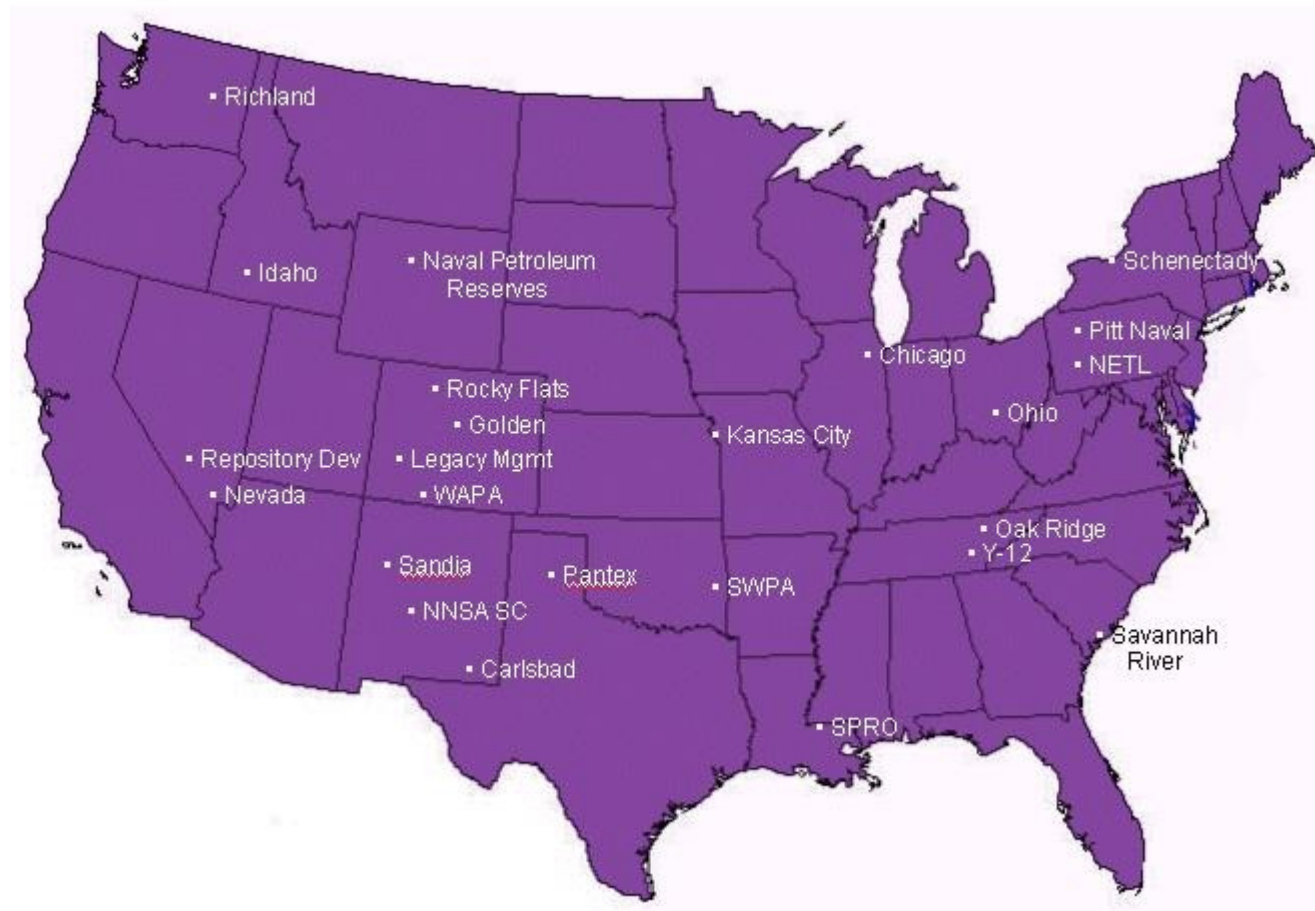 Richland
Schenectady
Idaho
Naval Petroleum
Reserves
Pitt Naval
Chicago
NETL
Rocky Flats
Ohio
Golden
Kansas City
Repository Dev
Legacy Mgmt
Nevada
WAPA
Oak Ridge
Y-12
Sandia
Pantex
SWPA
NNSA SC
Savannah
River
Carlsbad
SPRO